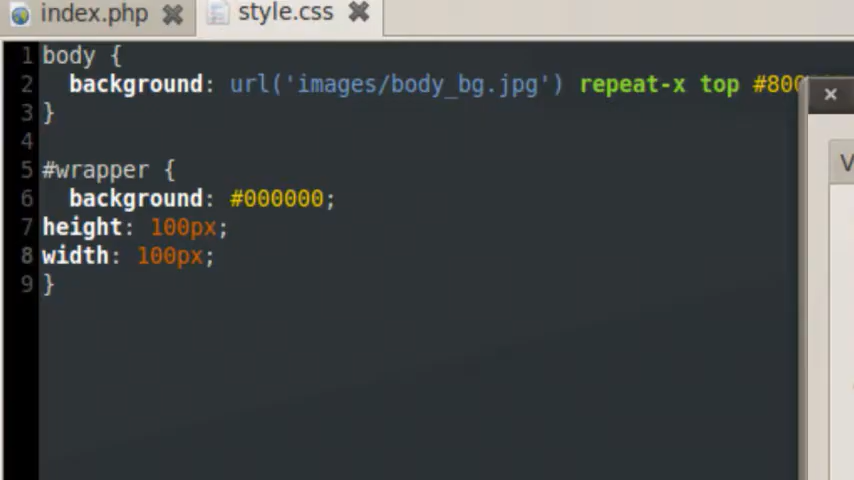 index.php
style.css
1 body {
2 background: url('images/body_bg.jpg') repeat-x top #800
3 }
4
5 #wrapper {
6 background: #000000;
7 height: 100px;
8 width: 100px;
9 }